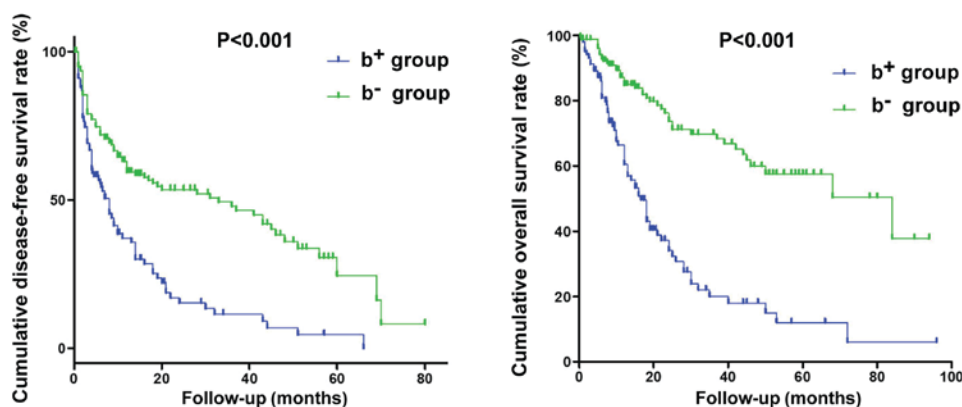 P<0.001
b+ group
b- group
Cumulative disease-free survival rate (%)
100
50
0
0 20 40 60 80
Follow-up (months)
P<0.001
b+ group
b- group
Cumulative overall survival rate (%)
100
80
60
40
20
0
0 20 40 60 80 100
Follow-up (months)